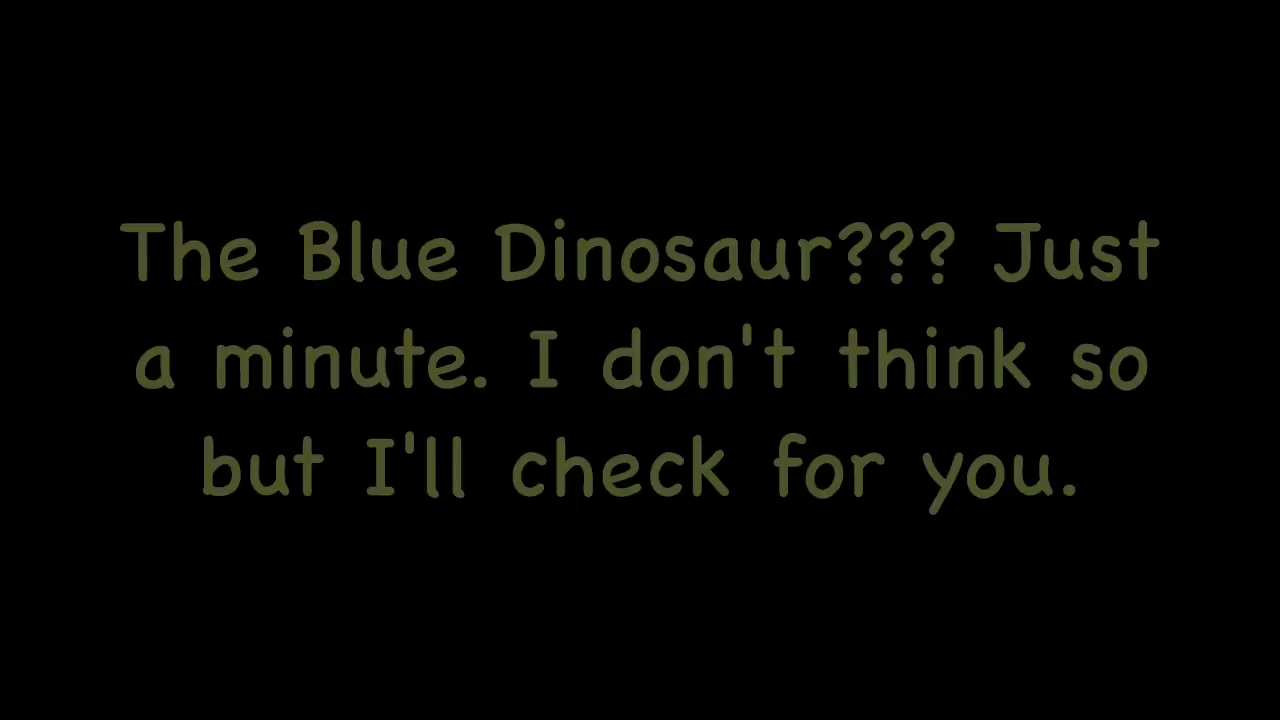 The Blue Dinosaur??? Just
a minute. I don't think so
but I'll check for you.